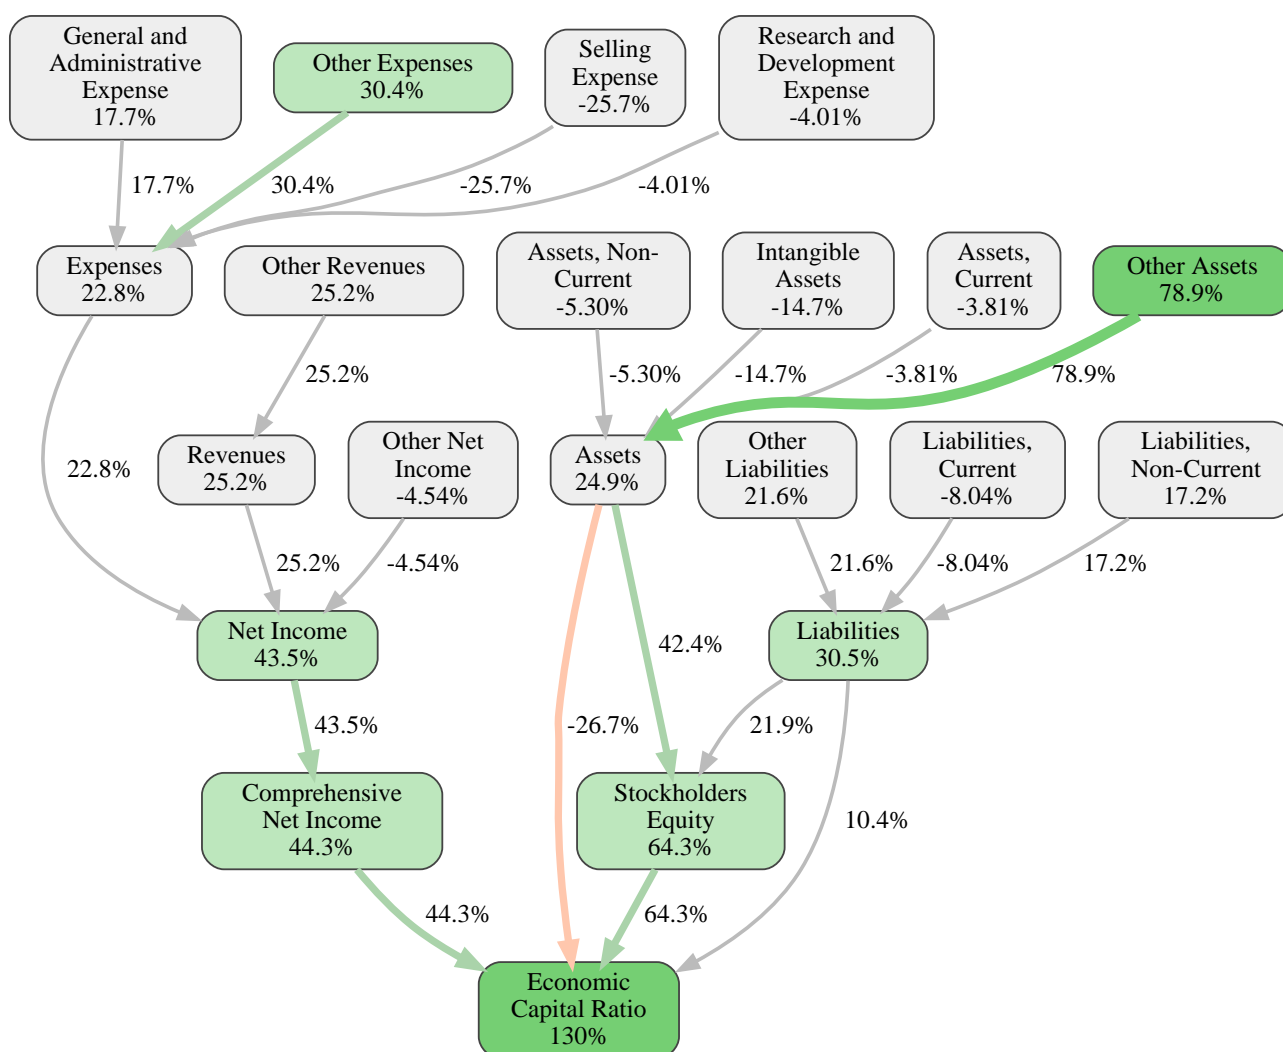 General and
Administrative
Expense
17.7%
Other Expenses
30.4%
Selling
Expense
-25.7%
Research and
Development
Expense
-4.01%
17.7%
30.4%
-25.7%
-4.01%
Expenses
22.8%
Other Revenues
25.2%
Assets, Non-
Current
-5.30%
Intangible
Assets
-14.7%
Assets,
Current
-3.81%
Other Assets
78.9%
25.2%
-5.30%
-14.7%
-3.81%
78.9%
22.8%
Revenues
25.2%
Other Net
Income
-4.54%
Assets
24.9%
Other
Liabilities
21.6%
Liabilities,
Current
-8.04%
Liabilities,
Non-Current
17.2%
25.2%
-4.54%
21.6%
-8.04%
17.2%
Net Income
43.5%
42.4%
Liabilities
30.5%
43.5%
-26.7%
21.9%
Comprehensive
Net Income
44.3%
Stockholders
Equity
64.3%
10.4%
44.3%
64.3%
Economic
Capital Ratio
130%